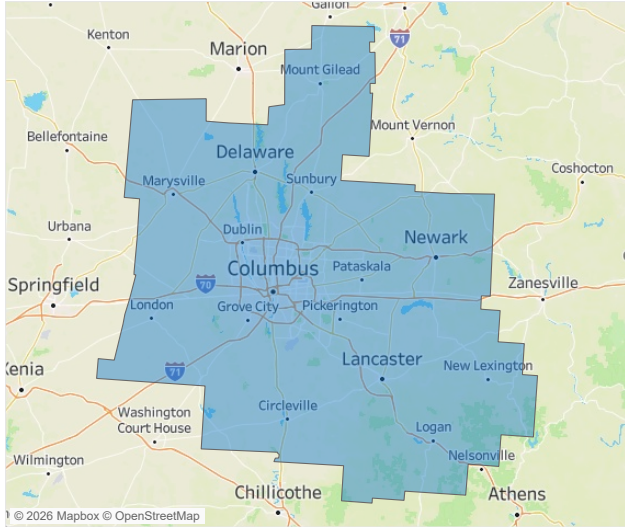 Galion
Kenton
Marion
71
Mount Gilead
Bellefontaine
Mount Vernon
Delaware
Coshocton
Marysville
Sunbury
Urbana
Dublin
Newark
Columbus
Pataskala
Springfield
70
Zanesville
London
Grove City
Pickerington
Lancaster
New Lexington
Xenia
71
Circleville
Washington
Court House
Logan
Nelsonville
Wilmington
Chillicothe
Athens
© 2026 Mapbox © OpenStreetMap